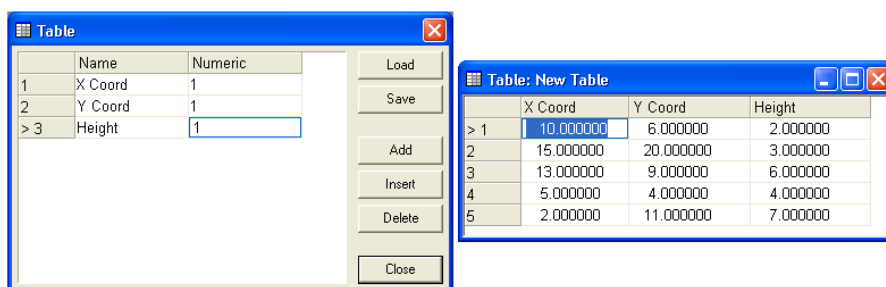 Table
Name Numeric
1 X Coord 1
2 Y Coord 1
> 3 Height 1
Load
Save
Add
Insert
Delete
Close
Table: New Table
X Coord Y Coord Height
> 1 10.000000 6.000000 2.000000
2 15.000000 20.000000 3.000000
3 13.000000 9.000000 6.000000
4 5.000000 4.000000 4.000000
5 2.000000 11.000000 7.000000